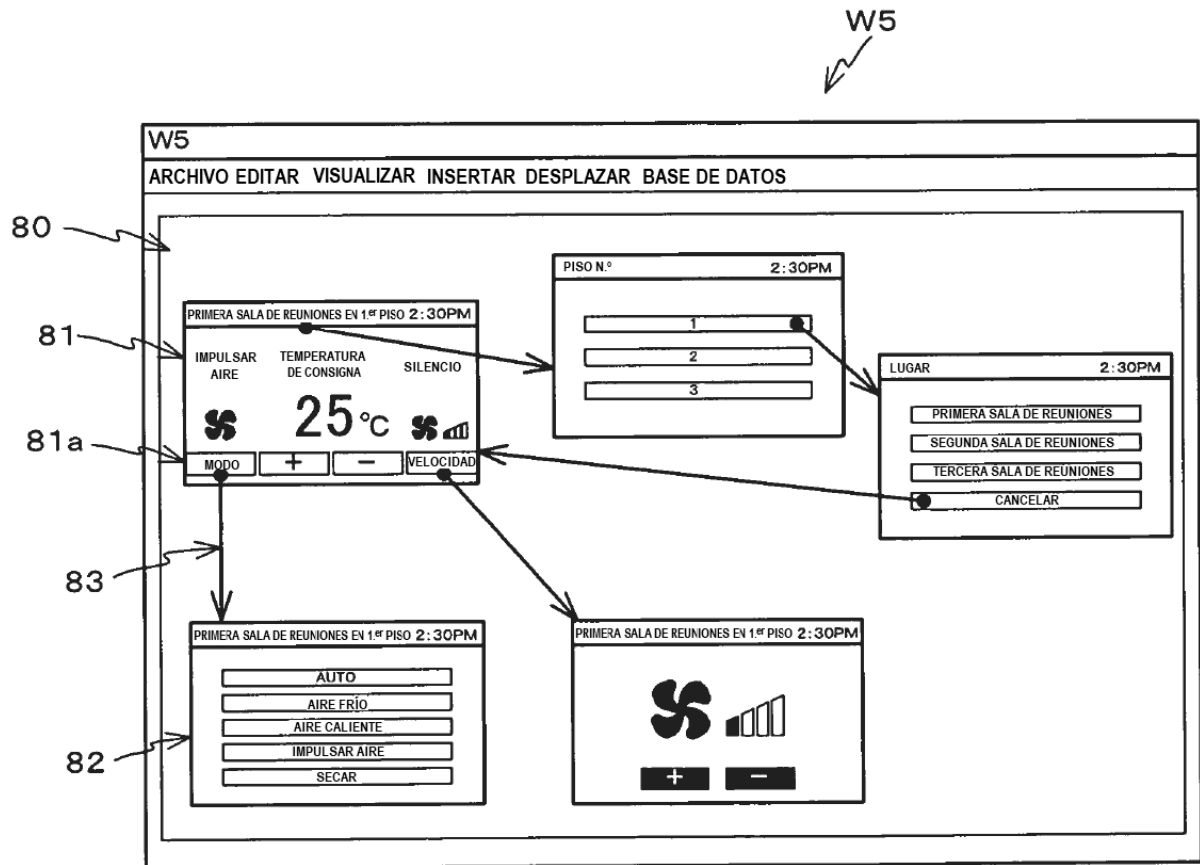 W5
W5
ARCHIVO EDITAR VISUALIZAR INSERTAR DESPLAZAR BASE DE DATOS
80
PISO N.º 2:30PM
1
2
3
81
PRIMERA SALA DE REUNIONES EN 1.er PISO 2:30PM
IMPULSAR AIRE
TEMPERATURA DE CONSIGNA
SILENCIO
25°C
81a
MODO + − VELOCIDAD
LUGAR 2:30PM
PRIMERA SALA DE REUNIONES
SEGUNDA SALA DE REUNIONES
TERCERA SALA DE REUNIONES
CANCELAR
83
PRIMERA SALA DE REUNIONES EN 1.er PISO 2:30PM
AUTO
AIRE FRÍO
AIRE CALIENTE
IMPULSAR AIRE
SECAR
82
PRIMERA SALA DE REUNIONES EN 1.er PISO 2:30PM
+ −